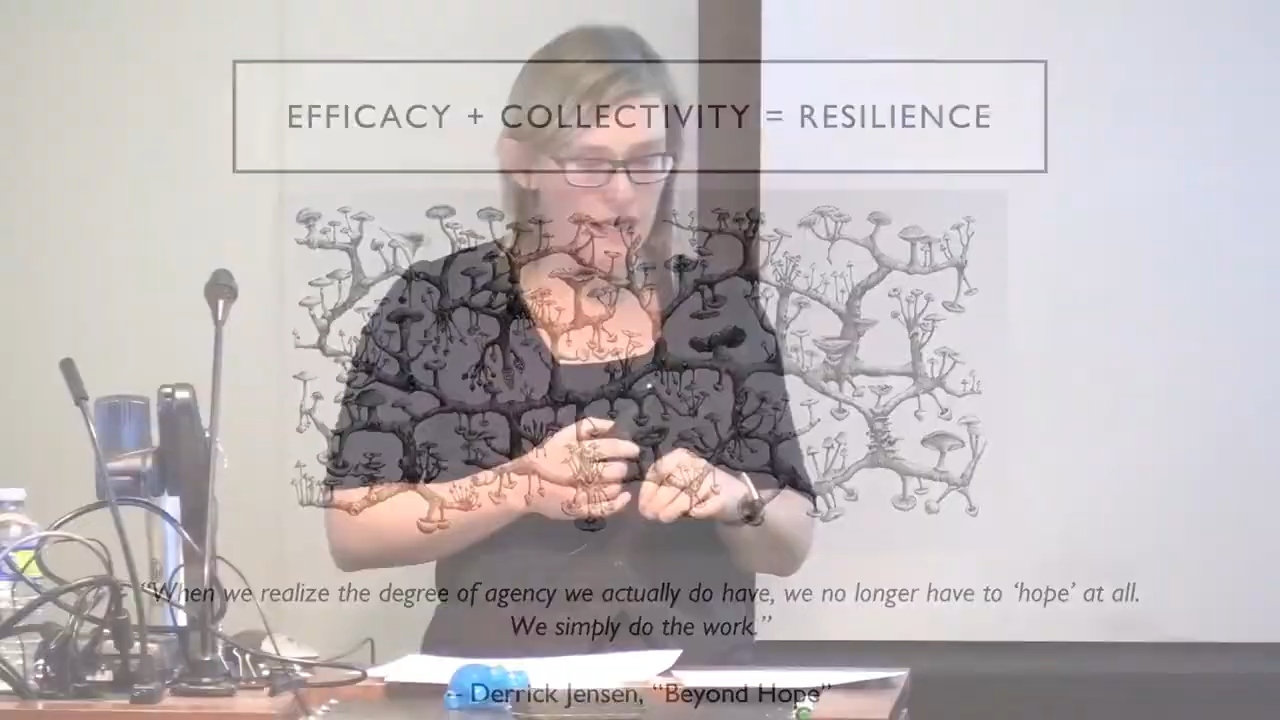 EFFICACY + COLLECTIVITY = RESILIENCE
“When we realize the degree of agency we actually do have, we no longer have to ‘hope’ at all.
We simply do the work.”
-- Derrick Jensen, “Beyond Hope”